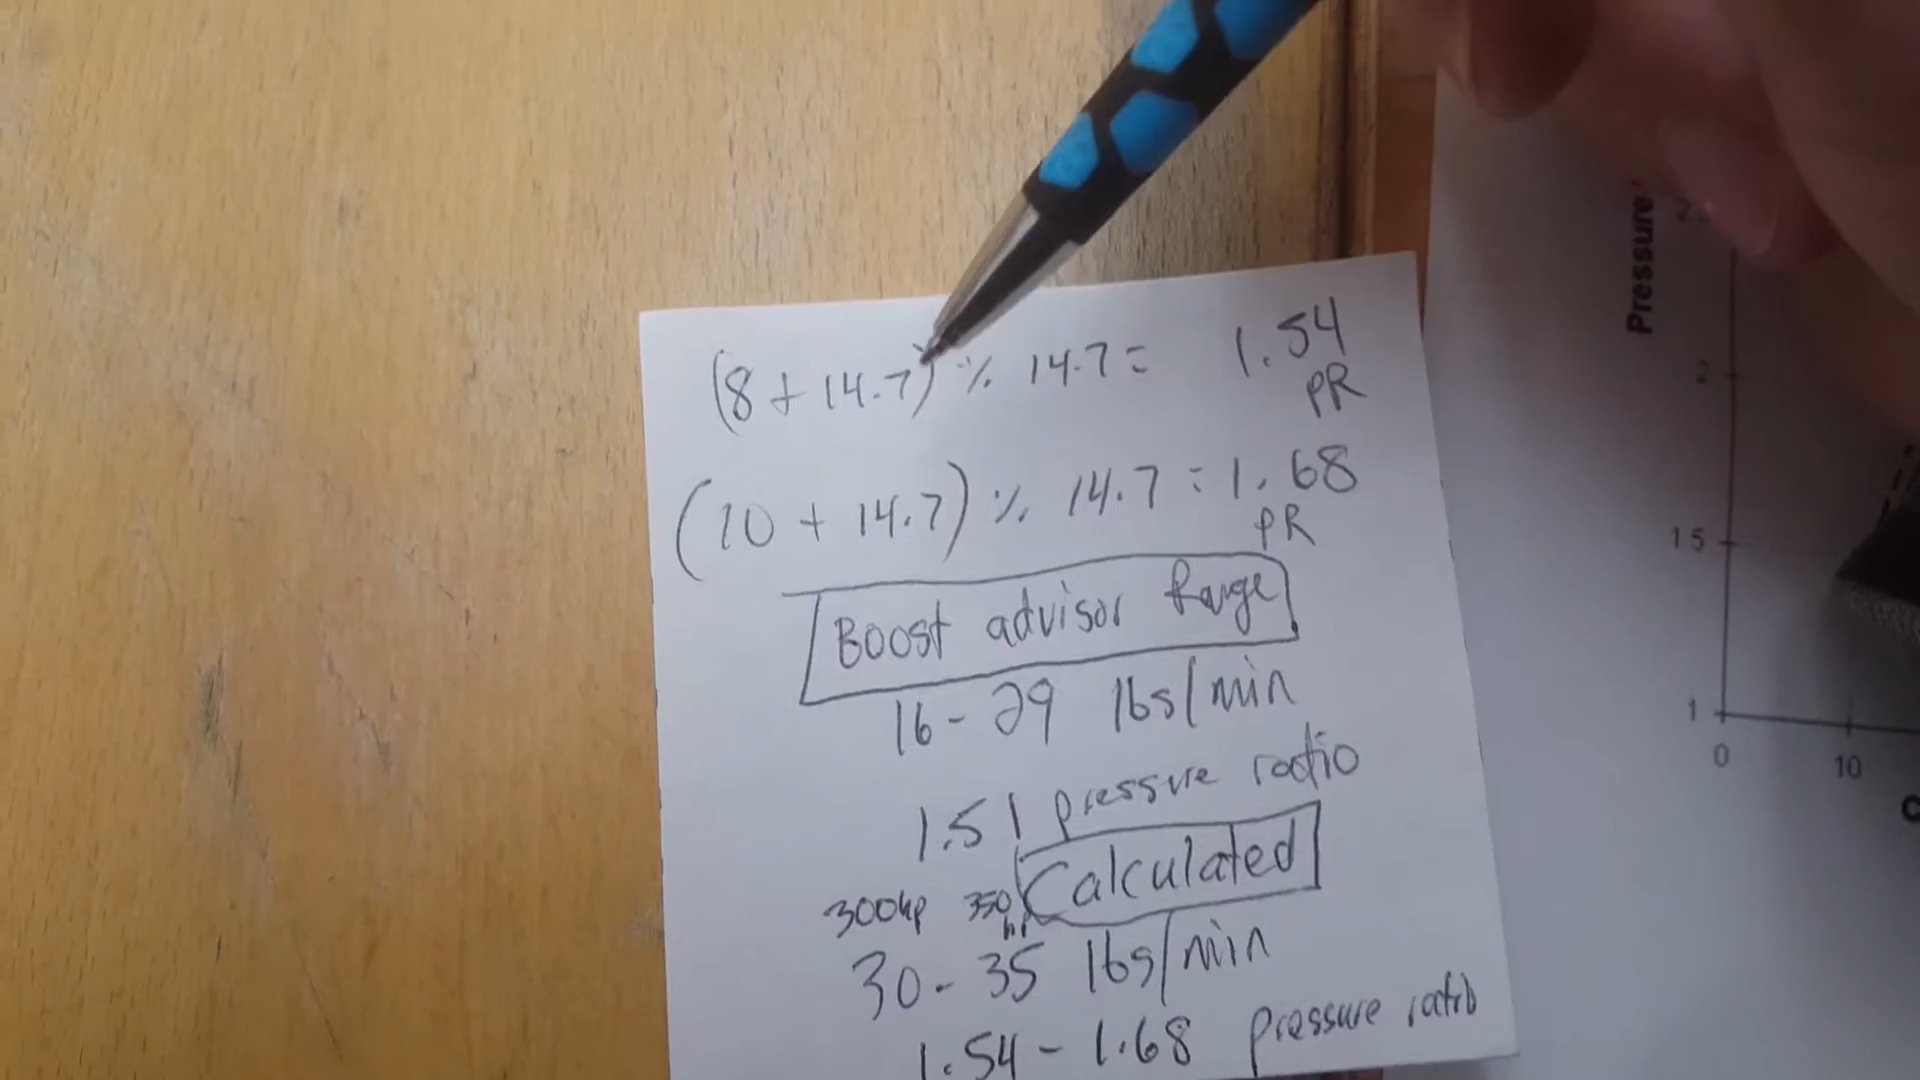 (8 + 14.7) % 14.7 = 1.54
PR
(10 + 14.7) % 14.7 = 1.68
PR
Boost advisor Range
16 - 29 lbs/min
1.51 pressure ratio
Calculated
300hp 350 hp
30 - 35 lbs/min
1.54 - 1.68 pressure ratio
Pressure
2
1.5
1
0 10